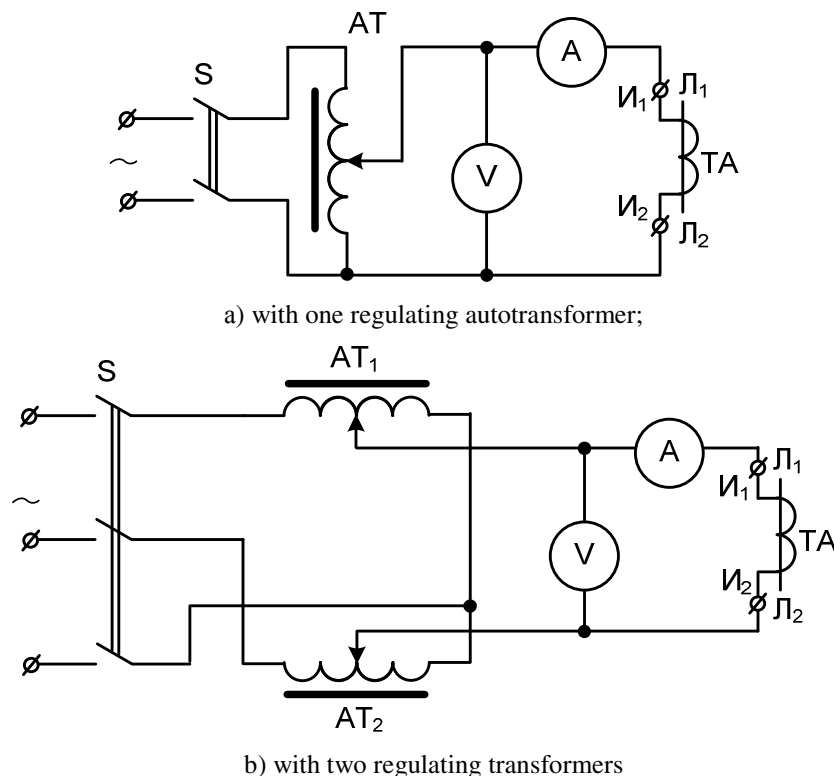 AT
S
A
V
И₁
Л₁
TA
И₂
Л₂
a) with one regulating autotransformer;
S
AT₁
A
V
И₁
Л₁
TA
И₂
Л₂
AT₂
b) with two regulating transformers